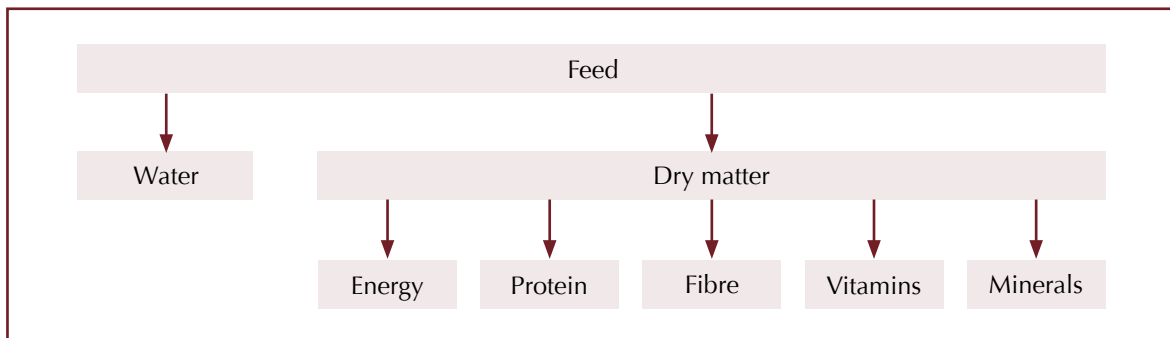 Feed
Water
Dry matter
Energy
Protein
Fibre
Vitamins
Minerals